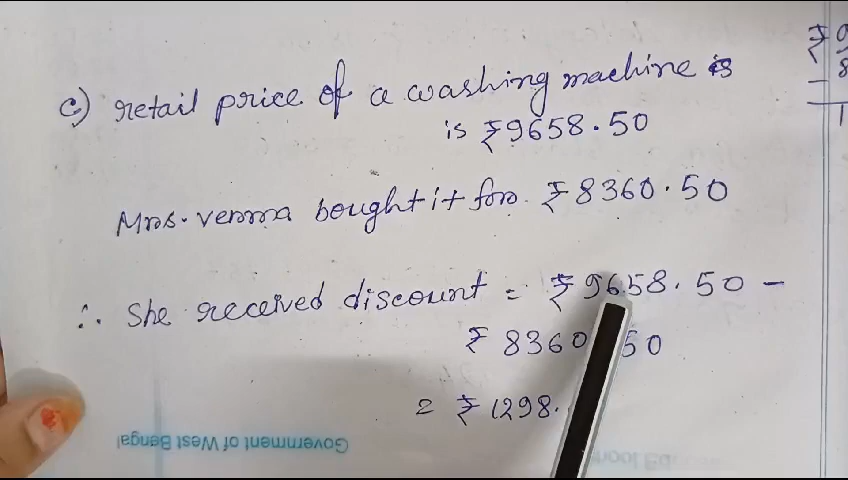 c) retail price of a washing machine is
is ₹9658.50
Mrs. verma bought it for ₹8360.50
∴ She received discount = ₹9658.50 –
₹8360 50
= ₹1298.
Government of West Bengal